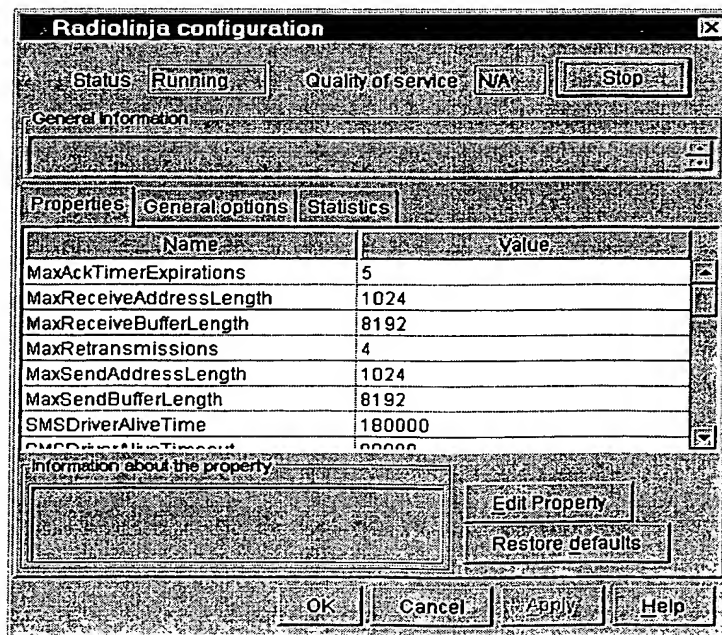 Radiolinja configuration
Status Running Quality of service N/A Stop
General Information
Properties General options Statistics
Name Value
MaxAckTimerExpirations 5
MaxReceiveAddressLength 1024
MaxReceiveBufferLength 8192
MaxRetransmissions 4
MaxSendAddressLength 1024
MaxSendBufferLength 8192
SMSDriverAliveTime 180000
SMSDriverAliveTimeout
Information about the property
Edit Property
Restore defaults
OK Cancel Apply Help